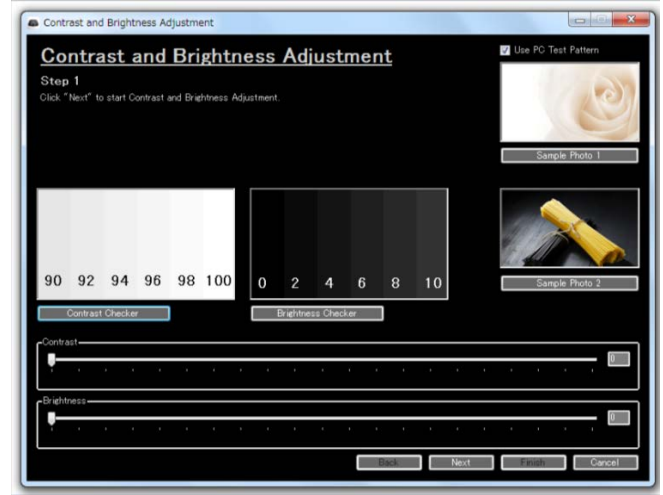 Contrast and Brightness Adjustment
Contrast and Brightness Adjustment
Use PC Test Pattern
Step 1
Click "Next" to start Contrast and Brightness Adjustment.
Sample Photo 1
90 92 94 96 98 100
0 2 4 6 8 10
Sample Photo 2
Contrast Checker
Brightness Checker
Contrast
0
Brightness
0
Back
Next
Finish
Cancel